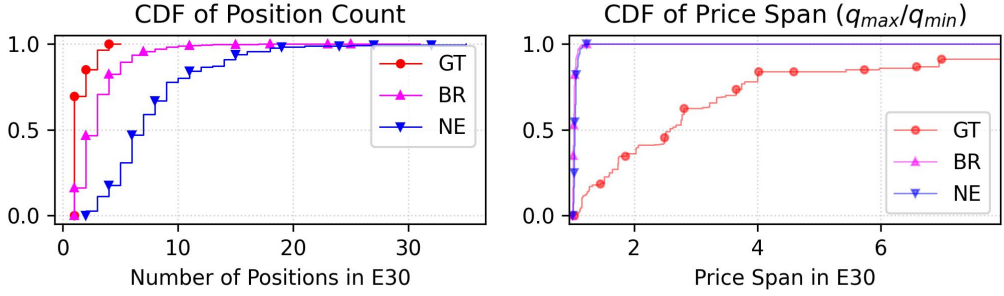 CDF of Position Count
1.0
0.5
0.0
0 10 20 30
Number of Positions in E30
GT
BR
NE
CDF of Price Span (q_max/q_min)
1.0
0.5
0.0
2 4 6
Price Span in E30
GT
BR
NE